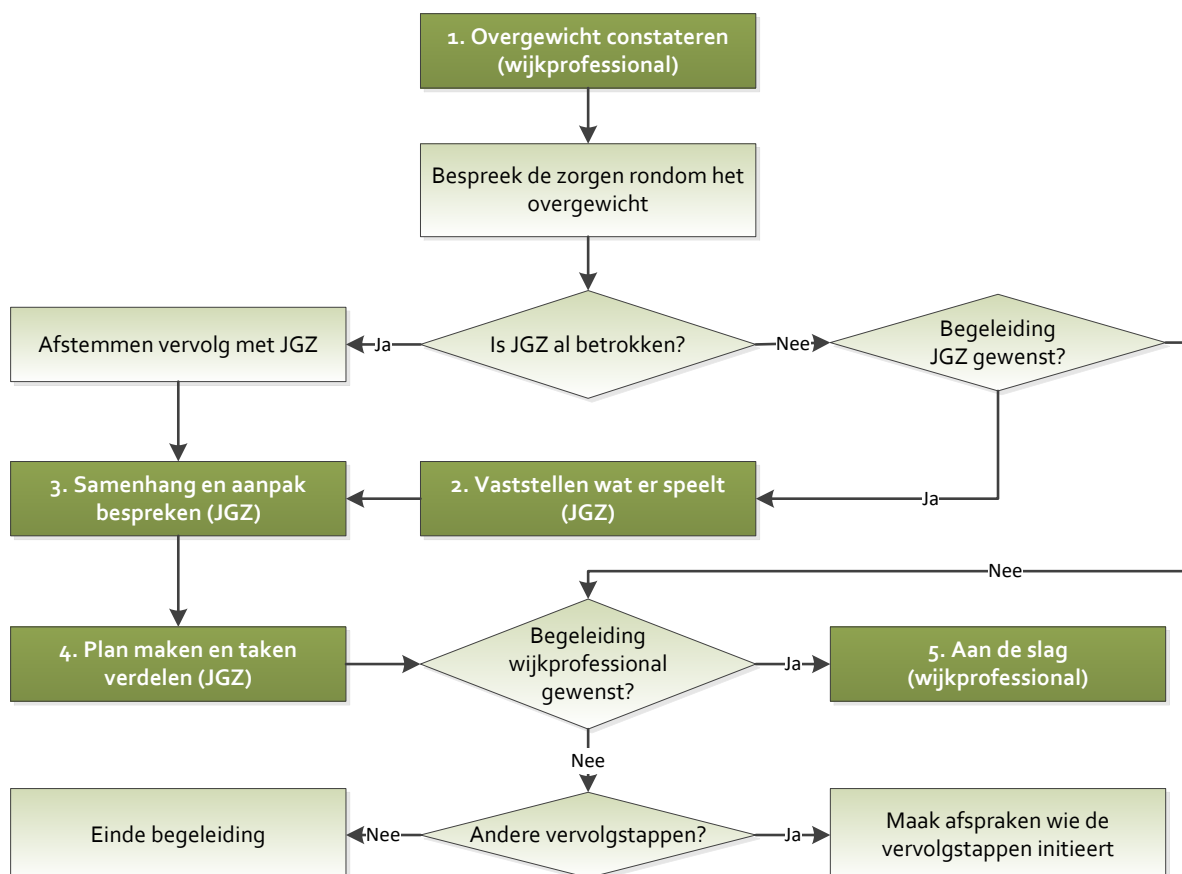 1. Overgewicht constateren
(wijkprofessional)
Bespreek de zorgen rondom het
overgewicht
Afstemmen vervolg met JGZ
Ja
Is JGZ al betrokken?
Nee
Begeleiding
JGZ gewenst?
3. Samenhang en aanpak
bespreken (JGZ)
2. Vaststellen wat er speelt
(JGZ)
Ja
Nee
4. Plan maken en taken
verdelen (JGZ)
Begeleiding
wijkprofessional
gewenst?
Ja
5. Aan de slag
(wijkprofessional)
Nee
Einde begeleiding
Nee
Andere vervolgstappen?
Ja
Maak afspraken wie de
vervolgstappen initieert